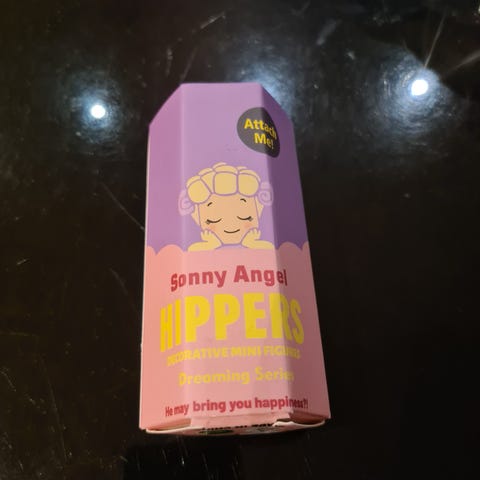 Attach
Me!
Sonny Angel
HIPPERS
DECORATIVE MINI FIGURES
Dreaming Series
He may bring you happiness?!